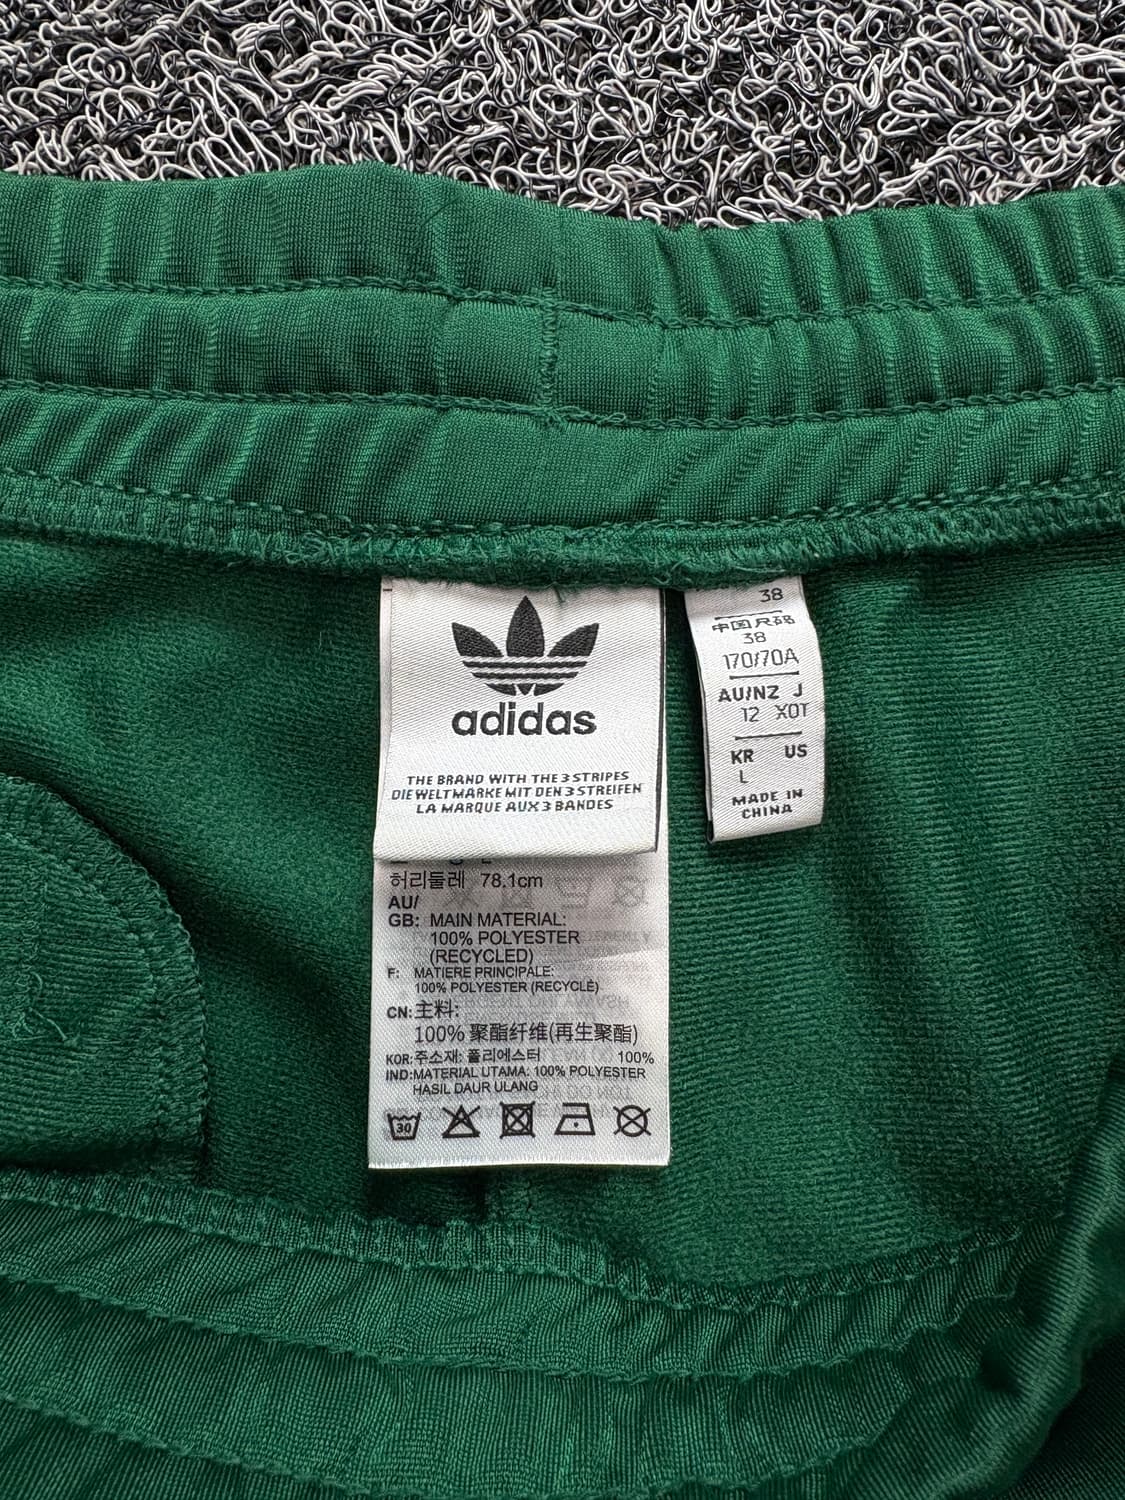 adidas
THE BRAND WITH THE 3 STRIPES
DIE WELTMARKE MIT DEN 3 STREIFEN
LA MARQUE AUX 3 BANDES
허리둘레 78.1cm
AU/
GB: MAIN MATERIAL:
100% POLYESTER
(RECYCLED)
F: MATIERE PRINCIPALE:
100% POLYESTER (RECYCLÉ)
CN: 主料:
100% 聚酯纤维(再生聚酯)
KOR: 주소재: 폴리에스터 100%
IND: MATERIAL UTAMA: 100% POLYESTER
HASIL DAUR ULANG
30
38
中国尺码
38
170/70A
AU/NZ J
12 XOT
KR US
L
MADE IN
CHINA